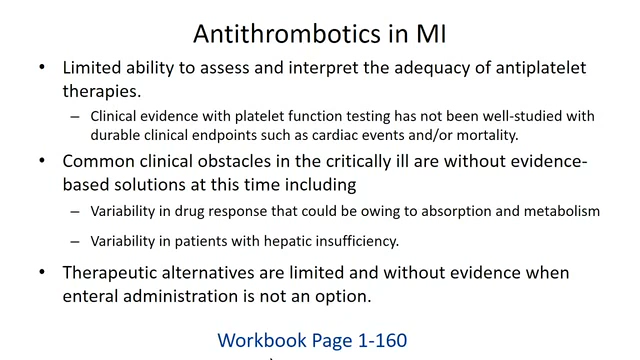 Antithrombotics in MI
• Limited ability to assess and interpret the adequacy of antiplatelet
therapies.
– Clinical evidence with platelet function testing has not been well-studied with
durable clinical endpoints such as cardiac events and/or mortality.
• Common clinical obstacles in the critically ill are without evidence-
based solutions at this time including
– Variability in drug response that could be owing to absorption and metabolism
– Variability in patients with hepatic insufficiency.
• Therapeutic alternatives are limited and without evidence when
enteral administration is not an option.
Workbook Page 1-160